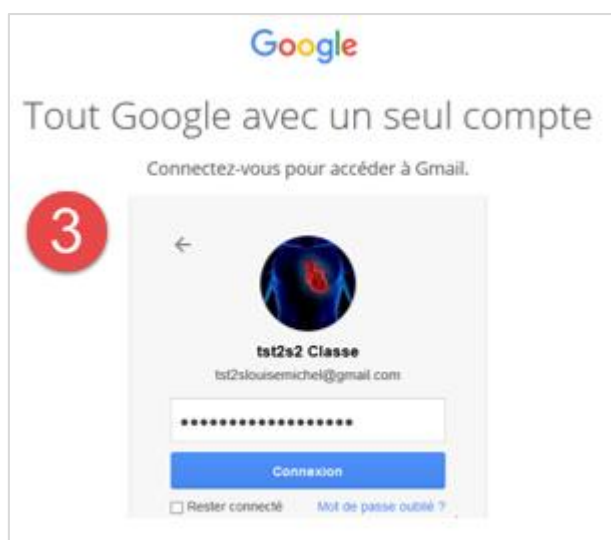 Google
Tout Google avec un seul compte
Connectez-vous pour accéder à Gmail.
3
tst2s2 Classe
tst2slouisemichel@gmail.com
••••••••••••••••••
Connexion
Rester connecté Mot de passe oublié ?